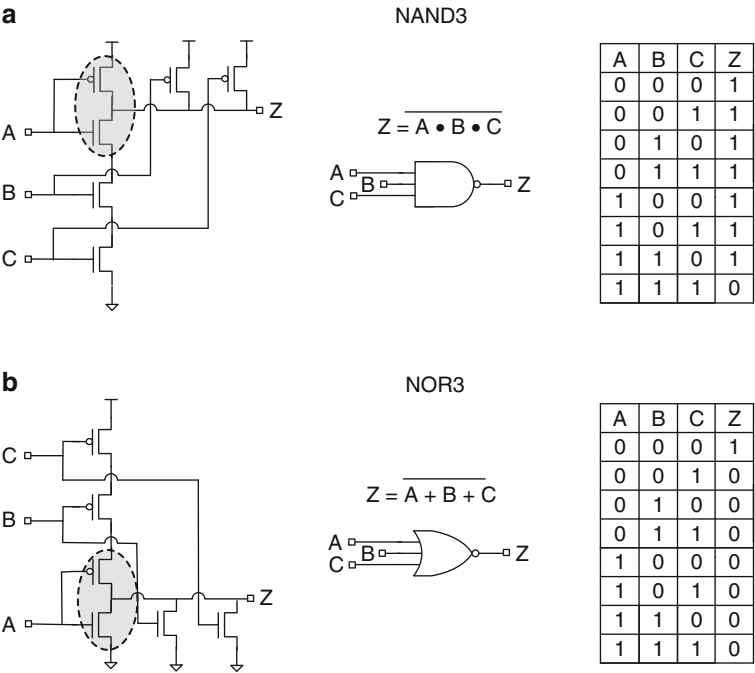 a
NAND3
A
B
C
Z
Z = A • B • C
A
B
C
Z
A B C Z
0 0 0 1
0 0 1 1
0 1 0 1
0 1 1 1
1 0 0 1
1 0 1 1
1 1 0 1
1 1 1 0
b
NOR3
C
B
A
Z
Z = A + B + C
A
B
C
Z
A B C Z
0 0 0 1
0 0 1 0
0 1 0 0
0 1 1 0
1 0 0 0
1 0 1 0
1 1 0 0
1 1 1 0